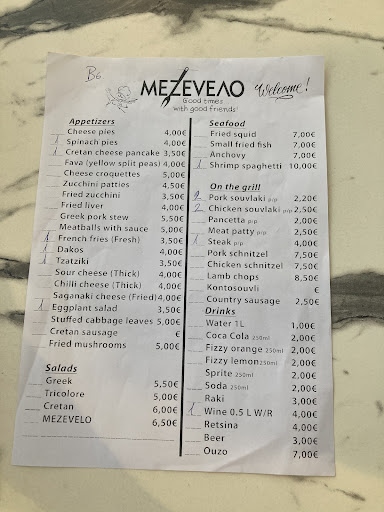 B6
MEZEVEΛO
Welcome!
Good times
with good friends!
Appetizers
Cheese pies 4,00€
1 Spinach pies 4,00€
1 Cretan cheese pancake 3,50€
Fava (yellow split peas) 4,00€
Cheese croquettes 5,00€
Zucchini patties 4,50€
Fried zucchini 3,50€
Fried liver 4,00€
Greek pork stew 5,50€
Meatballs with sauce 5,00€
1 French fries (Fresh) 3,50€
1 Dakos 4,00€
1 Tzatziki 3,50€
Sour cheese (Thick) 4,00€
Chilli cheese (Thick) 4,00€
Saganaki cheese (Fried) 4,00€
1 Eggplant salad 3,50€
Stuffed cabbage leaves 5,00€
Cretan sausage €
Fried mushrooms 5,00€
Salads
Greek 5,50€
Tricolore 5,50€
Cretan 6,00€
MEZEVELO 6,50€
Seafood
Fried squid 7,00€
Small fried fish 7,00€
Anchovy 7,00€
1 Shrimp spaghetti 10,00€
On the grill
2 Pork souvlaki p/p 2,20€
2 Chicken souvlaki p/p 2,50€
Pancetta p/p 2,00€
Meat patty p/p 2,50€
1 Steak p/p 4,00€
Pork schnitzel 7,50€
Chicken schnitzel 7,50€
Lamb chops 8,50€
Kontosouvli €
Country sausage 2,50€
Drinks
Water 1L 1,00€
Coca Cola 250ml 2,00€
Fizzy orange 250ml 2,00€
Fizzy lemon 250ml 2,00€
Sprite 250ml 2,00€
Soda 250ml 2,00€
Raki 3,00€
1 Wine 0.5 L W/R 4,00€
Retsina 4,00€
Beer 3,00€
Ouzo 7,00€